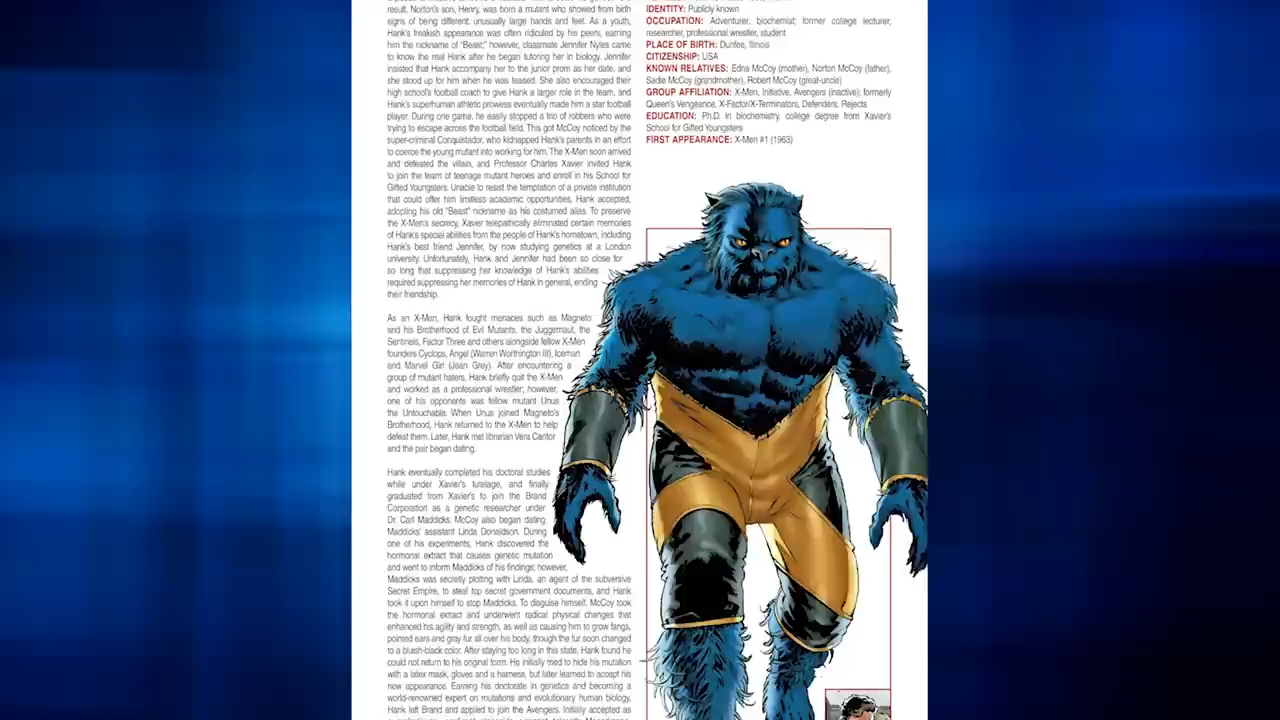 result. Norton's son, Henry, was born a mutant who showed from birth
signs of being different: unusually large hands and feet. As a youth,
Hank's freakish appearance was often ridiculed by his peers, earning
him the nickname of "Beast;" however, classmate Jennifer Nyles came
to know the real Hank after he began tutoring her in biology. Jennifer
insisted that Hank accompany her to the junior prom as her date, and
she stood up for him when he was teased. She also encouraged their
high school's football coach to give Hank a larger role in the team, and
Hank's superhuman athletic prowess eventually made him a star football
player. During one game, he easily stopped a trio of robbers who were
trying to escape across the football field. This got McCoy noticed by the
super-criminal Conquistador, who kidnapped Hank's parents in an effort
to coerce the young mutant into working for him. The X-Men soon arrived
and defeated the villain, and Professor Charles Xavier invited Hank
to join the team of teenage mutant heroes and enroll in his School for
Gifted Youngsters. Unable to resist the temptation of a private institution
that could offer him limitless academic opportunities, Hank accepted,
adopting his old "Beast" nickname as his costumed alias. To preserve
the X-Men's secrecy, Xavier telepathically eliminated certain memories
of Hank's special abilities from the people of Hank's hometown, including
Hank's best friend Jennifer, by now studying genetics at a London
university. Unfortunately, Hank and Jennifer had been so close for
so long that suppressing her knowledge of Hank's abilities
required suppressing her memories of Hank in general, ending
their friendship.
As an X-Man, Hank fought menaces such as Magneto
and his Brotherhood of Evil Mutants, the Juggernaut, the
Sentinels, Factor Three and others alongside fellow X-Men
founders Cyclops, Angel (Warren Worthington III), Iceman
and Marvel Girl (Jean Grey). After encountering a
group of mutant haters, Hank briefly quit the X-Men
and worked as a professional wrestler; however,
one of his opponents was fellow mutant Unus
the Untouchable. When Unus joined Magneto's
Brotherhood, Hank returned to the X-Men to help
defeat them. Later, Hank met librarian Vera Cantor
and the pair began dating.
Hank eventually completed his doctoral studies
while under Xavier's tutelage, and finally
graduated from Xavier's to join the Brand
Corporation as a genetic researcher under
Dr. Carl Maddicks. McCoy also began dating
Maddicks' assistant Linda Donaldson. During
one of his experiments, Hank discovered the
hormonal extract that causes genetic mutation
and went to inform Maddicks of his findings; however,
Maddicks was secretly plotting with Linda, an agent of the subversive
Secret Empire, to steal top secret government documents, and Hank
took it upon himself to stop Maddicks. To disguise himself, McCoy took
the hormonal extract and underwent radical physical changes that
enhanced his agility and strength, as well as causing him to grow fangs,
pointed ears and gray fur all over his body, though the fur soon changed
to a bluish-black color. After staying too long in this state, Hank found he
could not return to his original form. He initially tried to hide his mutation
with a latex mask, gloves and a harness, but later learned to accept his
new appearance. Earning his doctorate in genetics and becoming a
world-renowned expert on mutations and evolutionary human biology,
Hank left Brand and applied to join the Avengers. Initially accepted as
IDENTITY: Publicly known
OCCUPATION: Adventurer, biochemist; former college lecturer,
researcher, professional wrestler, student
PLACE OF BIRTH: Dunfee, Illinois
CITIZENSHIP: USA
KNOWN RELATIVES: Edna McCoy (mother), Norton McCoy (father),
Sadie McCoy (grandmother), Robert McCoy (great-uncle)
GROUP AFFILIATION: X-Men, Initiative, Avengers (inactive); formerly
Queen's Vengeance, X-Factor/X-Terminators, Defenders, Rejects
EDUCATION: Ph.D. in biochemistry, college degree from Xavier's
School for Gifted Youngsters
FIRST APPEARANCE: X-Men #1 (1963)